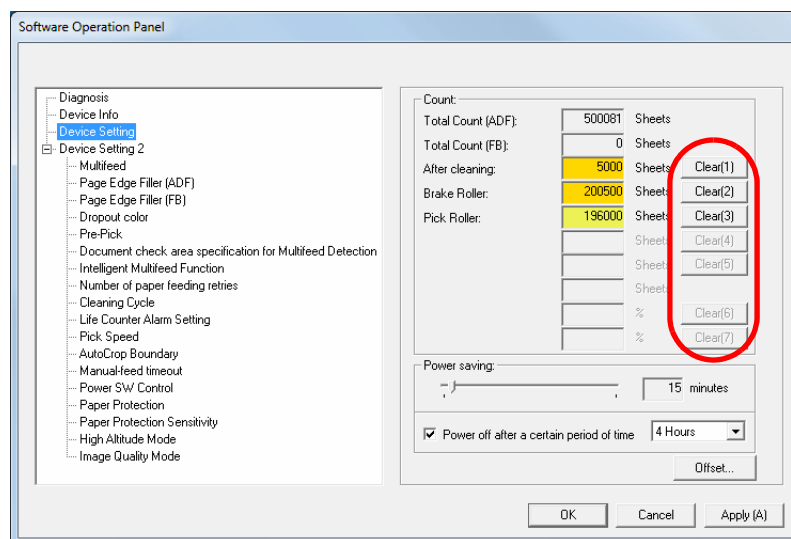 Software Operation Panel
Diagnosis
Device Info
Device Setting
Device Setting 2
Multifeed
Page Edge Filler (ADF)
Page Edge Filler (FB)
Dropout color
Pre-Pick
Document check area specification for Multifeed Detection
Intelligent Multifeed Function
Number of paper feeding retries
Cleaning Cycle
Life Counter Alarm Setting
Pick Speed
AutoCrop Boundary
Manual-feed timeout
Power SW Control
Paper Protection
Paper Protection Sensitivity
High Altitude Mode
Image Quality Mode
Count:
Total Count (ADF): 500081 Sheets
Total Count (FB): 0 Sheets
After cleaning: 5000 Sheets Clear(1)
Brake Roller: 200500 Sheets Clear(2)
Pick Roller: 196000 Sheets Clear(3)
Sheets Clear(4)
Sheets Clear(5)
Sheets
% Clear(6)
% Clear(7)
Power saving:
15 minutes
Power off after a certain period of time 4 Hours
Offset...
OK Cancel Apply (A)